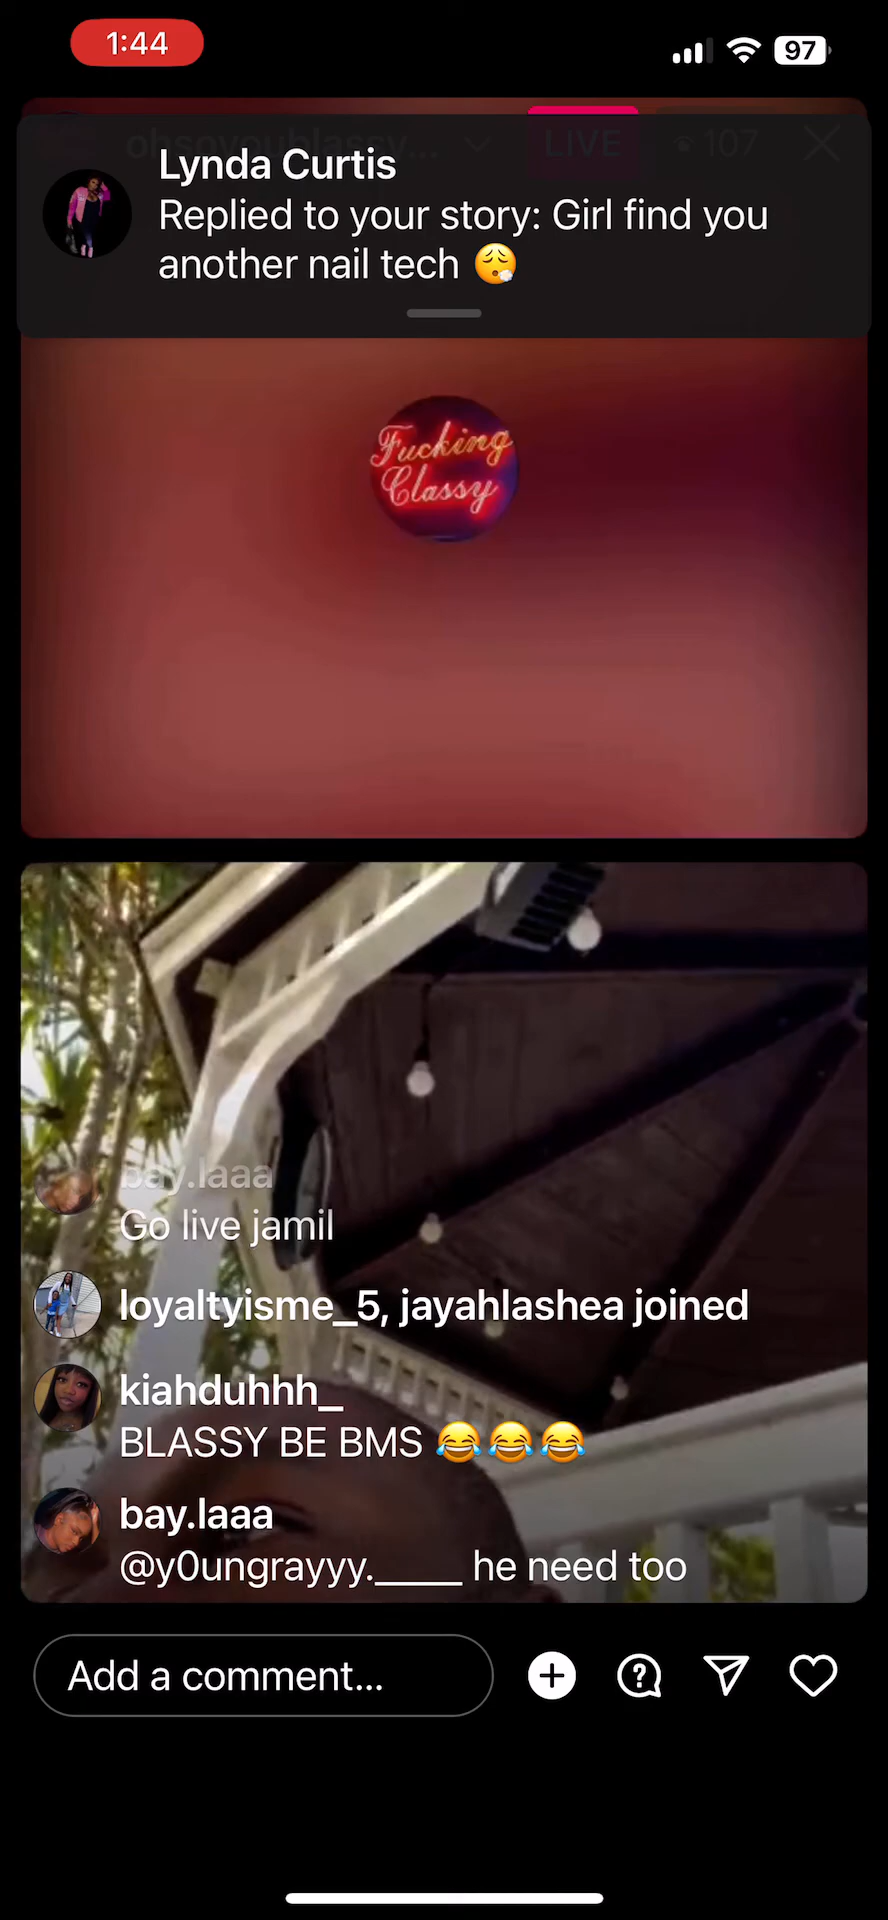 1:44
97
ohsoyoublassy...
LIVE
107
Lynda Curtis
Replied to your story: Girl find you
another nail tech 😮‍💨
Fucking
Classy
bay.laaa
Go live jamil
loyaltyisme_5, jayahlashea joined
kiahduhhh_
BLASSY BE BMS 😂😂😂
bay.laaa
@y0ungrayyy.____ he need too
Add a comment...